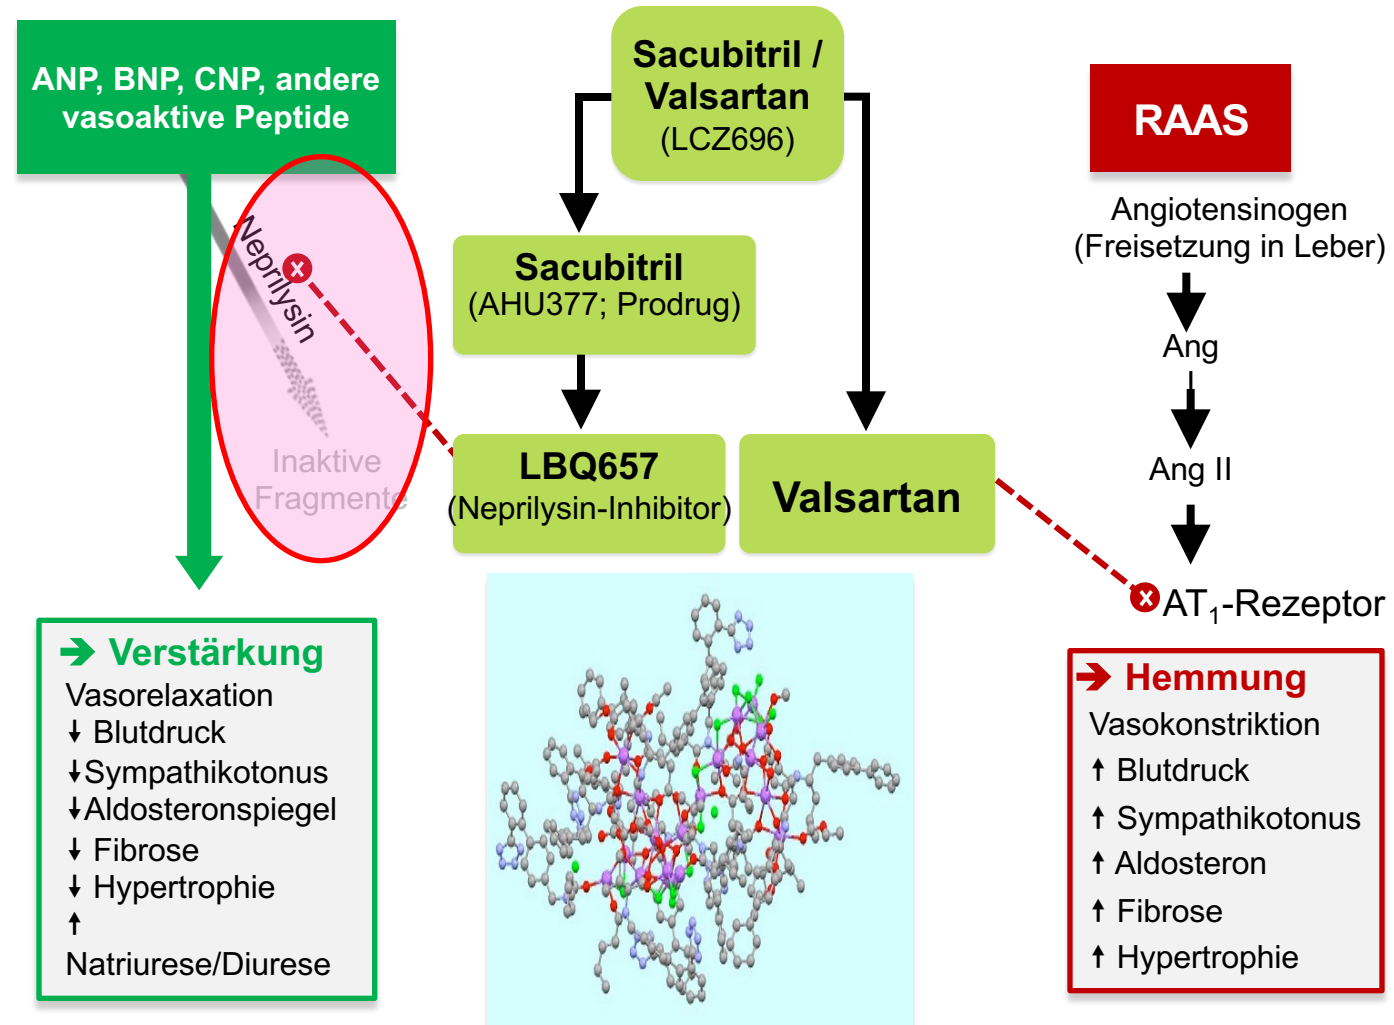 ANP, BNP, CNP, andere
vasoaktive Peptide
Neprilysin
Inaktive
Fragmente
Verstärkung
Vasorelaxation
↓ Blutdruck
↓Sympathikotonus
↓Aldosteronspiegel
↓ Fibrose
↓ Hypertrophie
↑
Natriurese/Diurese
Sacubitril /
Valsartan
(LCZ696)
Sacubitril
(AHU377; Prodrug)
LBQ657
(Neprilysin-Inhibitor)
Valsartan
RAAS
Angiotensinogen
(Freisetzung in Leber)
Ang
I
Ang II
AT₁-Rezeptor
Hemmung
Vasokonstriktion
↑ Blutdruck
↑ Sympathikotonus
↑ Aldosteron
↑ Fibrose
↑ Hypertrophie